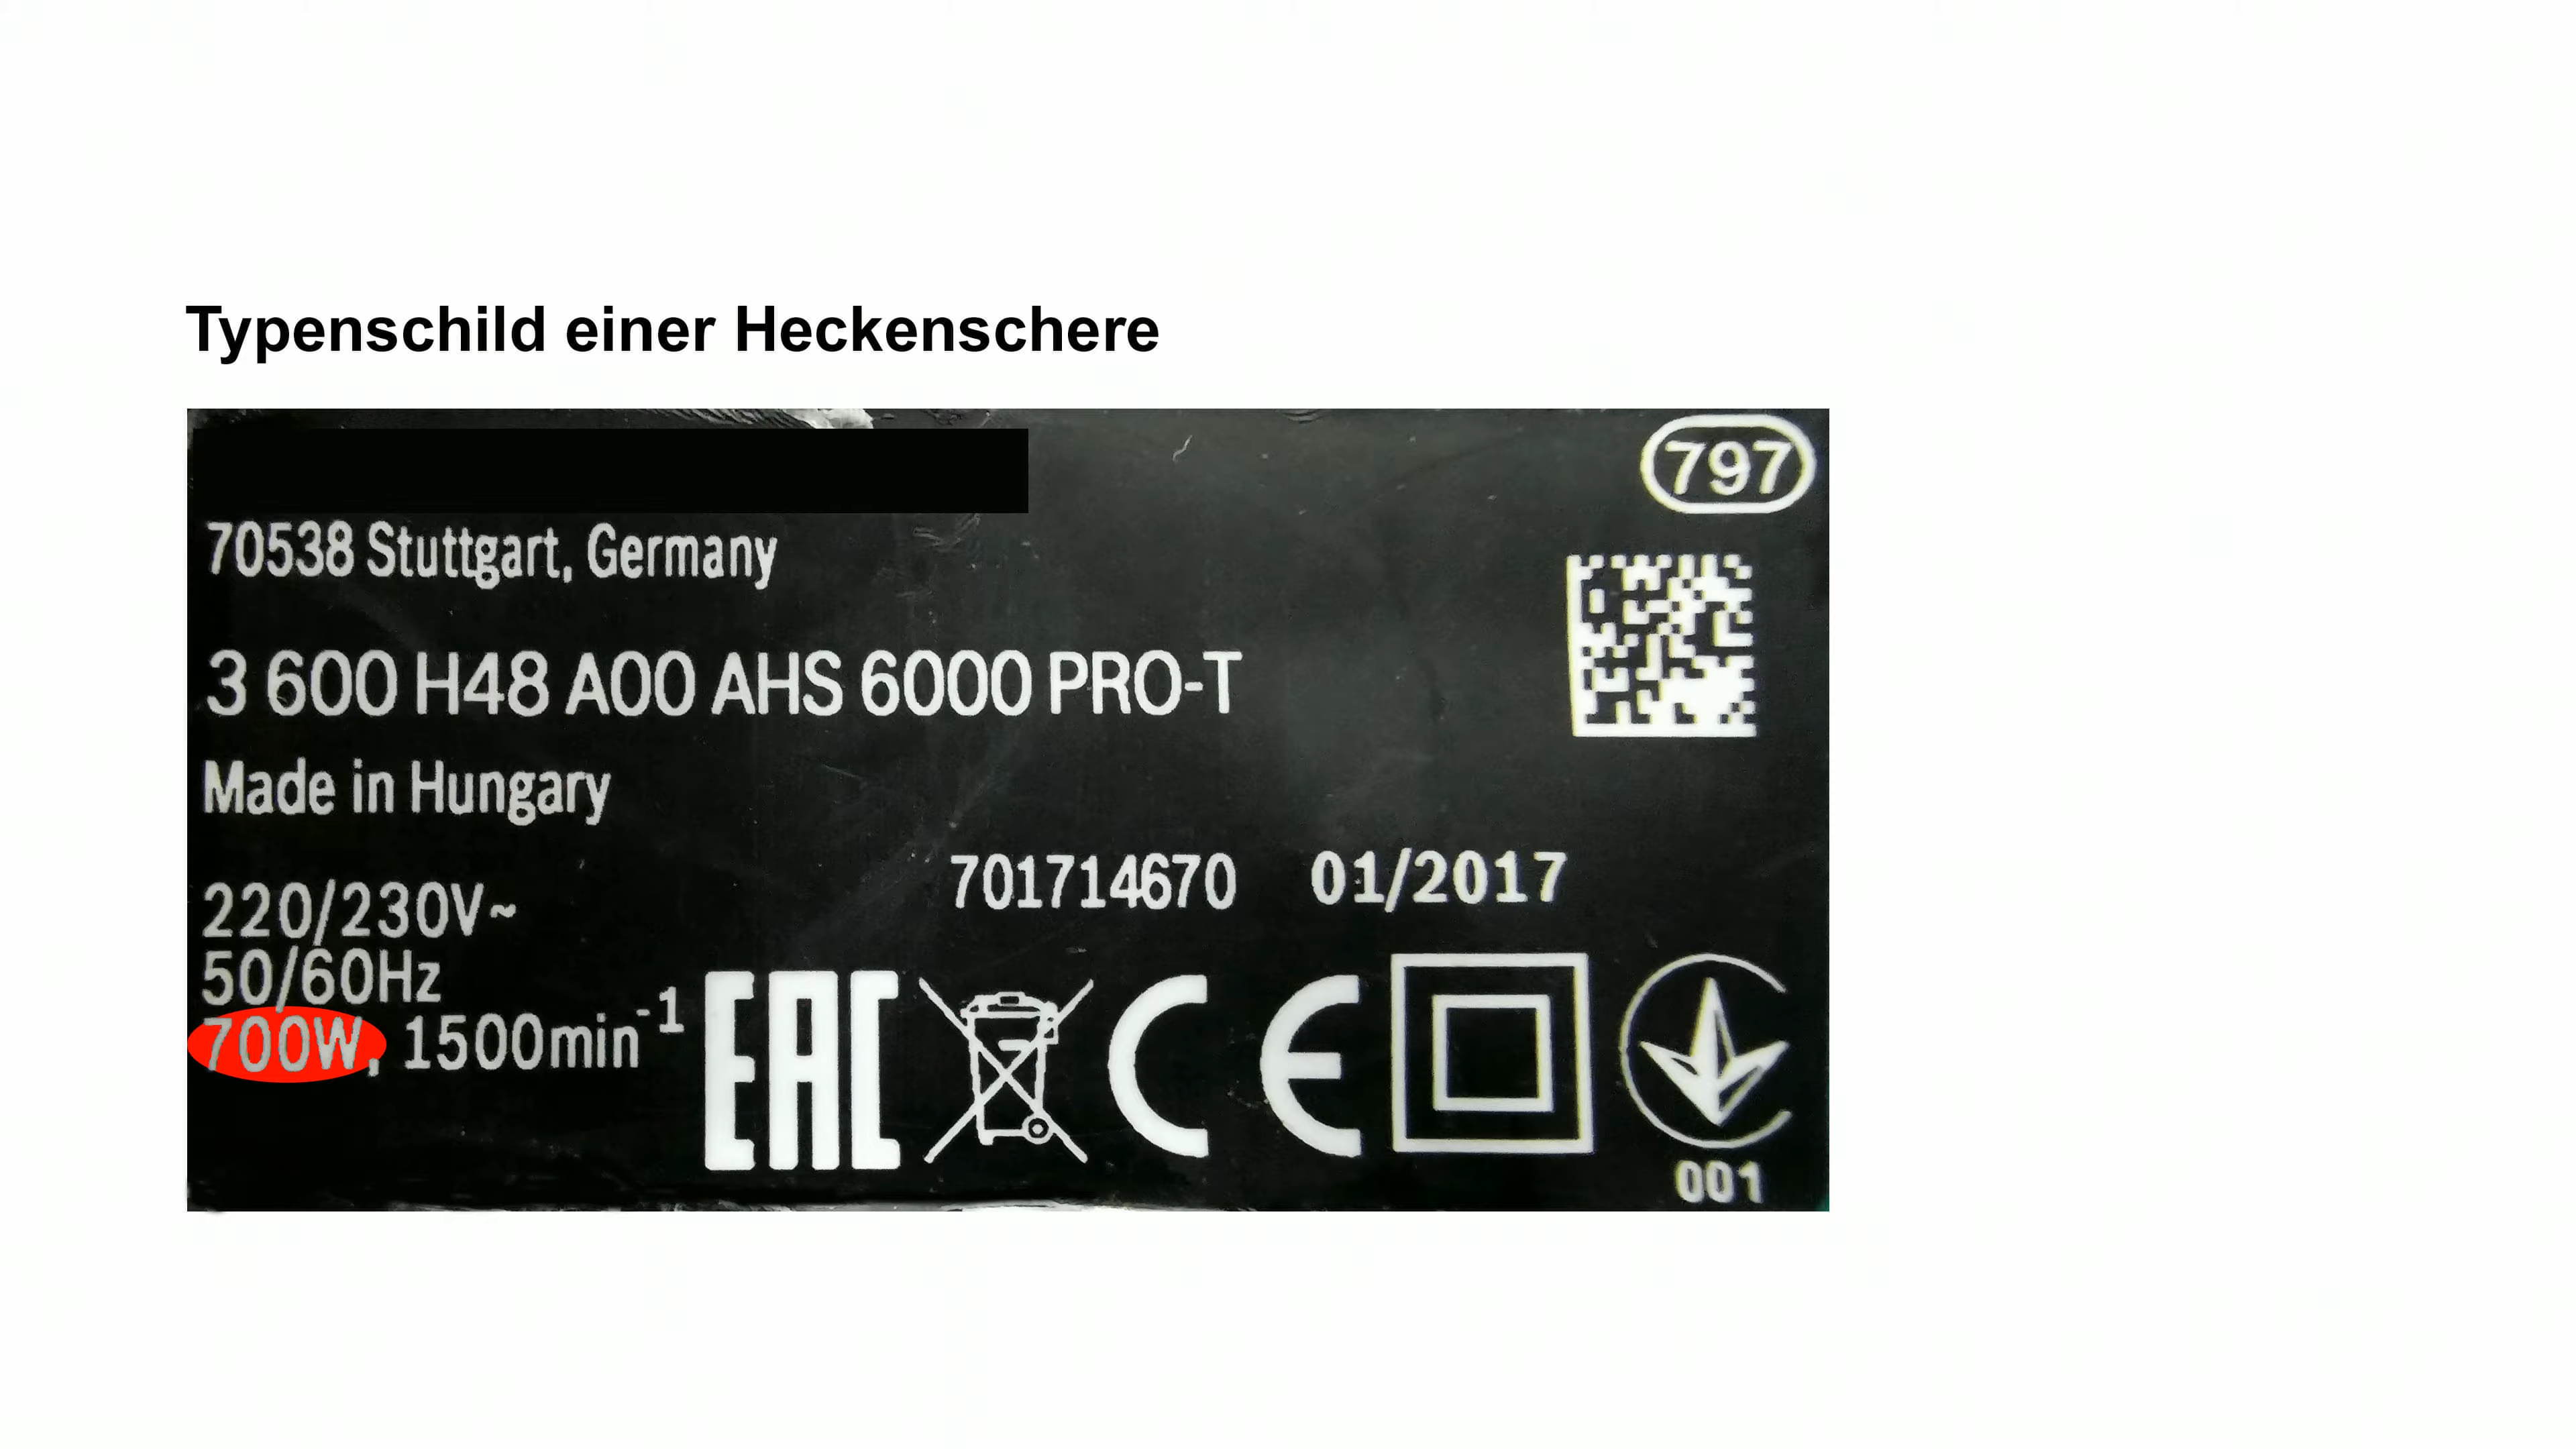 Typenschild einer Heckenschere
797
70538 Stuttgart, Germany
3 600 H48 A00 AHS 6000 PRO-T
Made in Hungary
701714670 01/2017
220/230V~
50/60Hz
700W, 1500min-1
EAC
CE
001